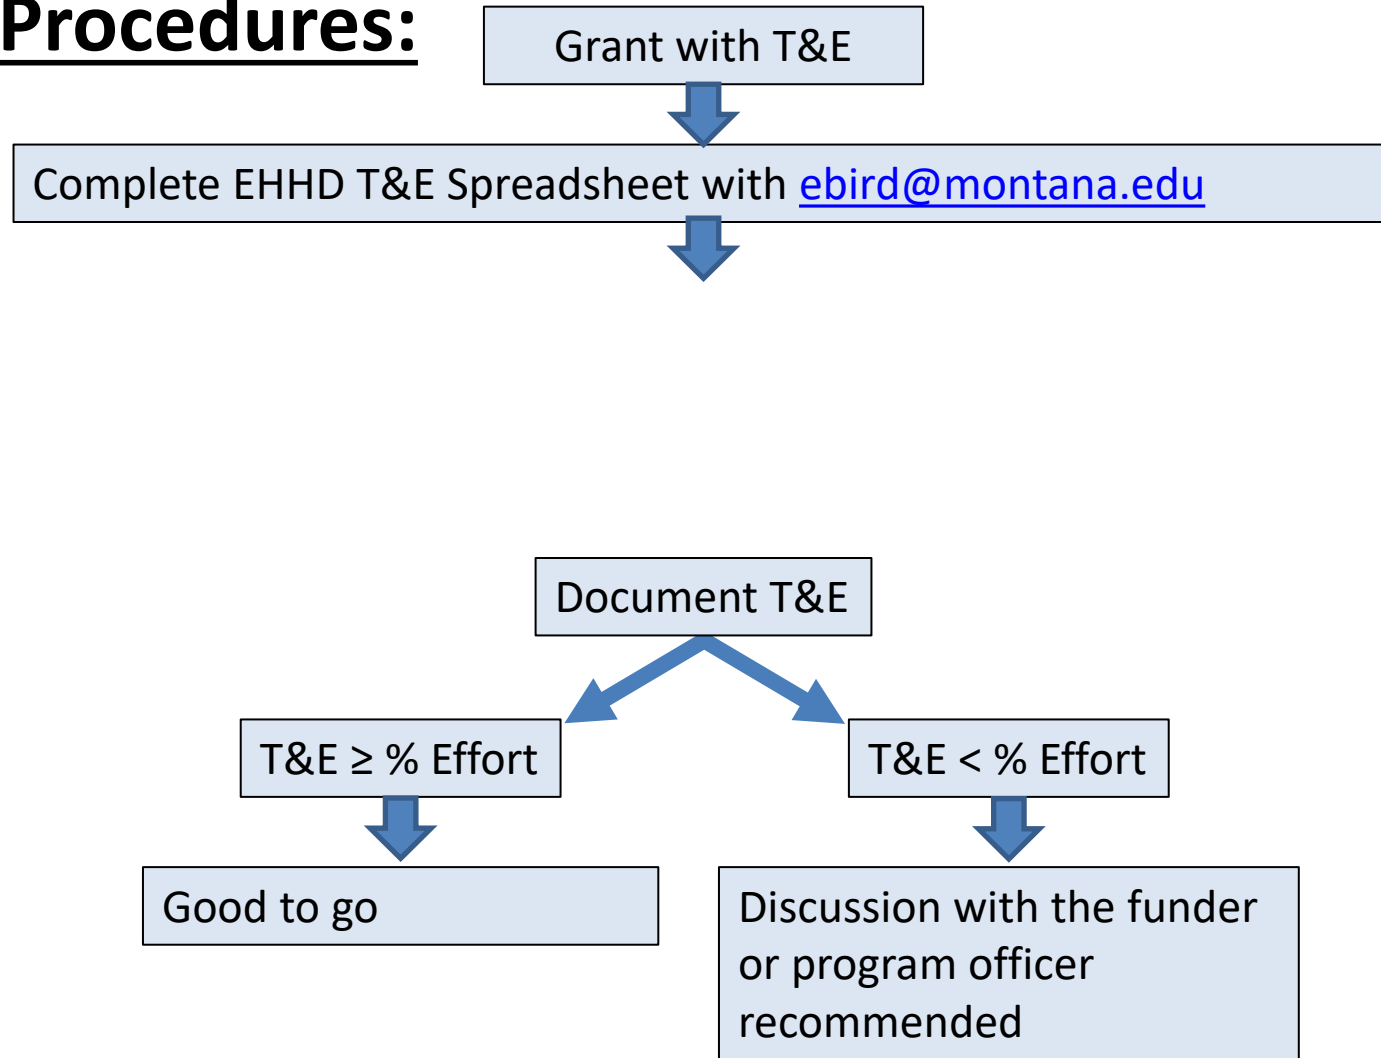 Procedures:
Grant with T&E
Complete EHHD T&E Spreadsheet with ebird@montana.edu
Document T&E
T&E ≥ % Effort
T&E < % Effort
Good to go
Discussion with the funder
or program officer
recommended